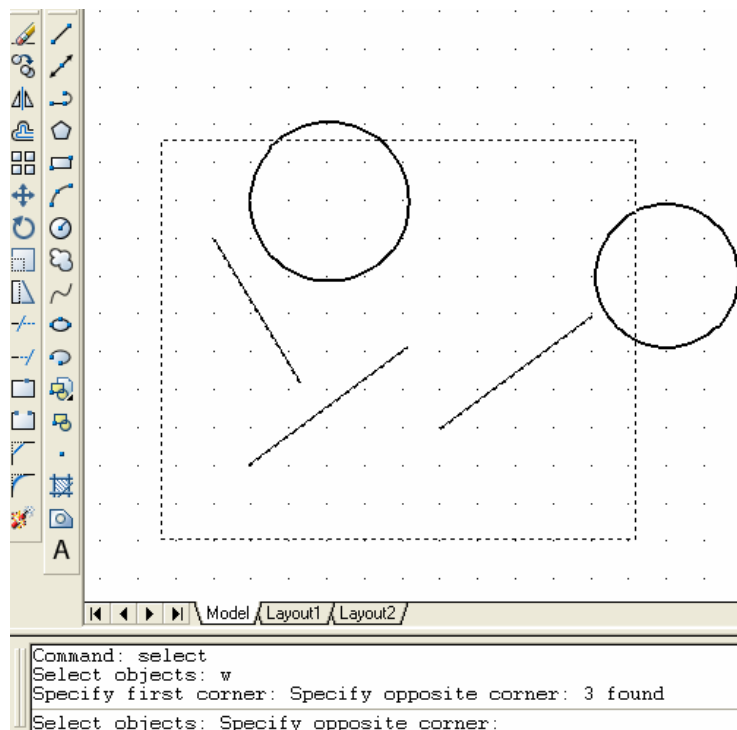 A
Model Layout1 Layout2
Command: select
Select objects: w
Specify first corner: Specify opposite corner: 3 found
Select objects: Specify opposite corner: